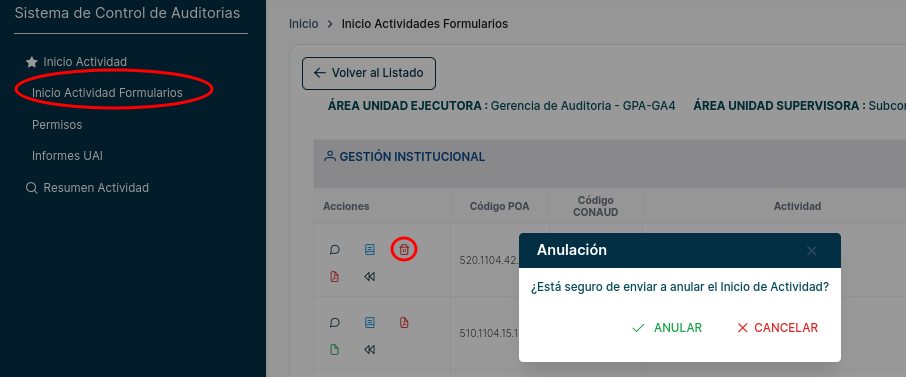 Sistema de Control de Auditorias
Inicio Actividad
Inicio Actividad Formularios
Permisos
Informes UAI
Resumen Actividad
Inicio > Inicio Actividades Formularios
Volver al Listado
ÁREA UNIDAD EJECUTORA : Gerencia de Auditoria - GPA-GA4 ÁREA UNIDAD SUPERVISORA : Subcor
GESTIÓN INSTITUCIONAL
Acciones Código POA Código CONAUD Actividad
520.1104.42.
510.1104.15.1
Anulación
¿Está seguro de enviar a anular el Inicio de Actividad?
ANULAR CANCELAR